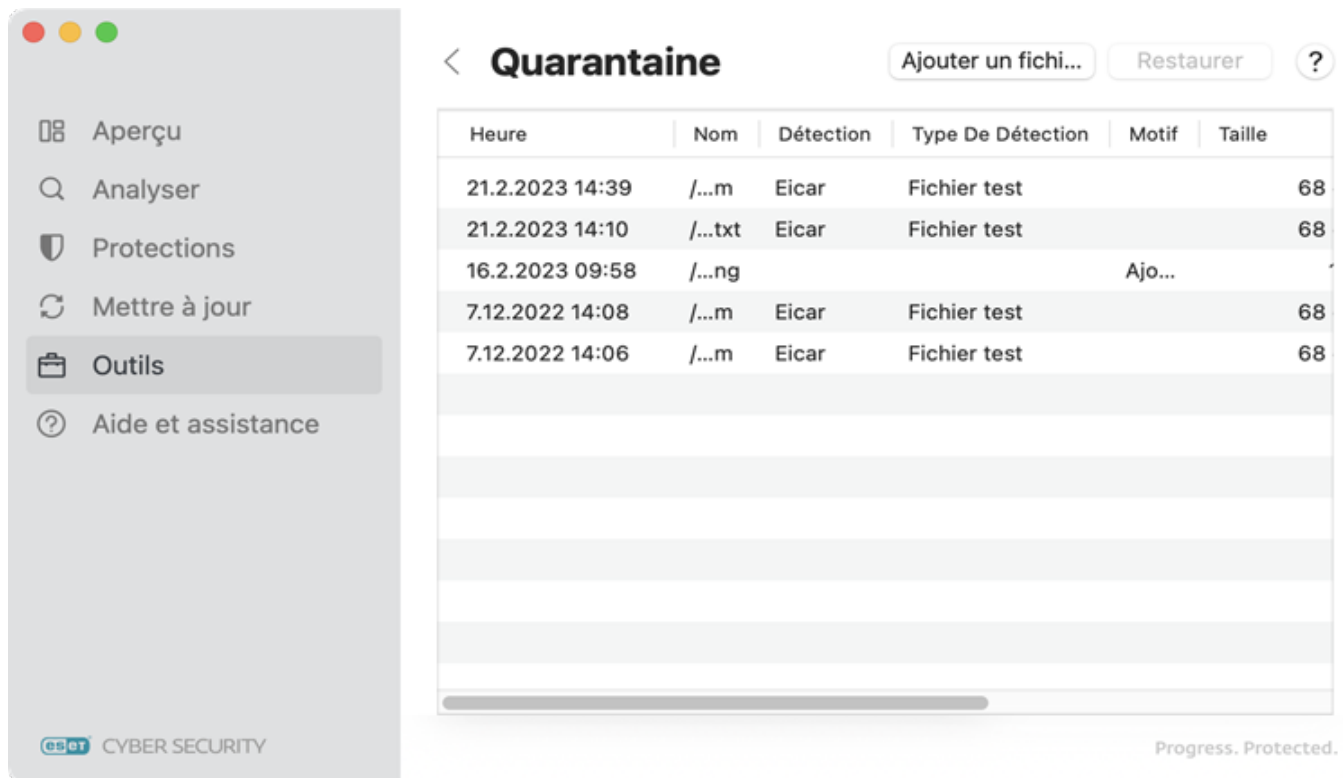 Quarantaine
Ajouter un fichi...
Restaurer
?
Aperçu
Analyser
Protections
Mettre à jour
Outils
Aide et assistance
Heure Nom Détection Type De Détection Motif Taille
21.2.2023 14:39 /...m Eicar Fichier test 68
21.2.2023 14:10 /...txt Eicar Fichier test 68
16.2.2023 09:58 /...ng Ajo...
7.12.2022 14:08 /...m Eicar Fichier test 68
7.12.2022 14:06 /...m Eicar Fichier test 68
eseT CYBER SECURITY
Progress. Protected.